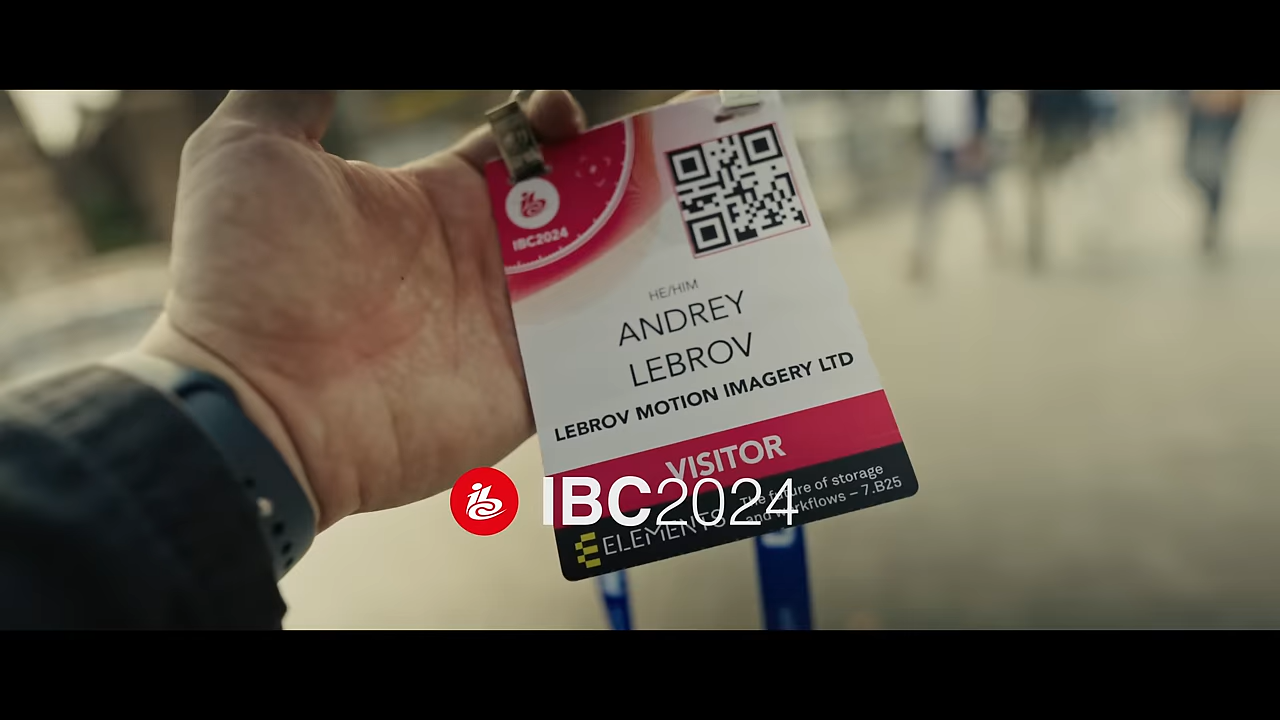 IBC2024
HE/HIM
ANDREY
LEBROV
LEBROV MOTION IMAGERY LTD
VISITOR
IBC2024
ELEMENTS
The future of storage
and workflows – 7.B25